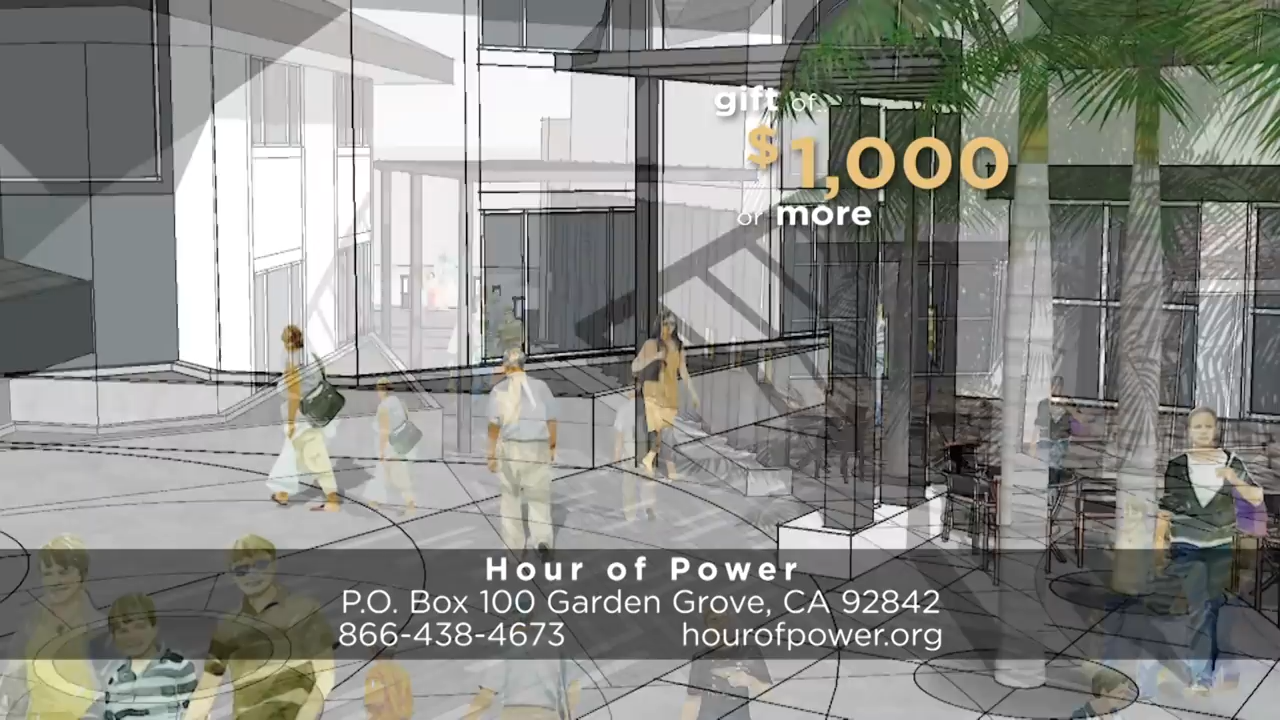 gift of...
$1,000
or more
Hour of Power
P.O. Box 100 Garden Grove, CA 92842
866-438-4673 hourofpower.org